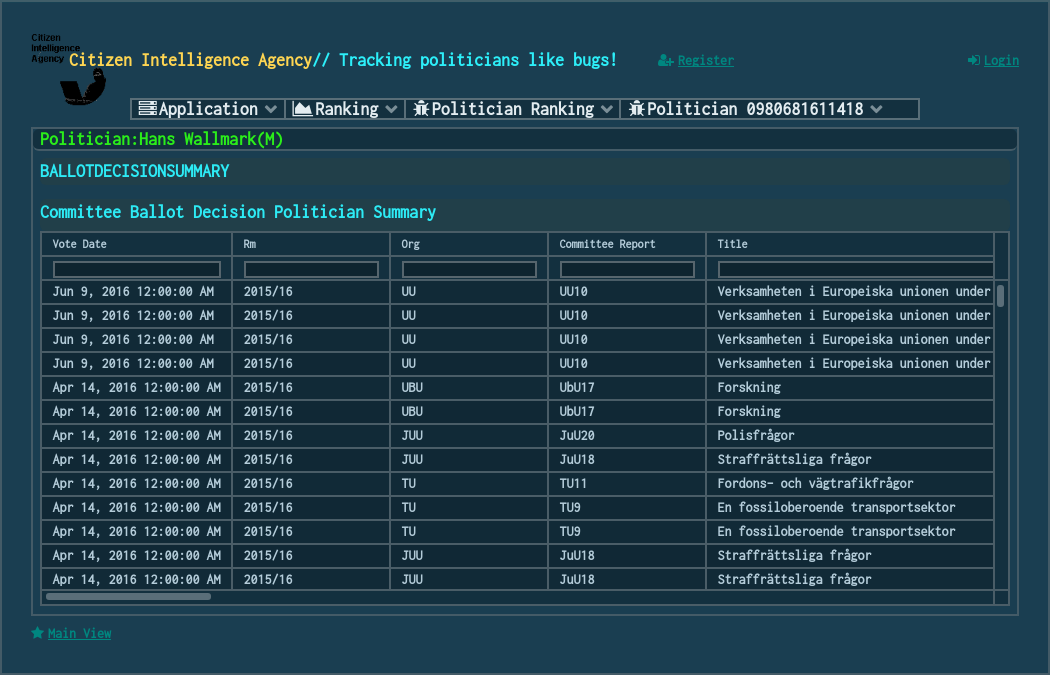 Citizen
Intelligence
Agency
Citizen Intelligence Agency// Tracking politicians like bugs!
Register
Login
Application
Ranking
Politician Ranking
Politician 0980681611418
Politician:Hans Wallmark(M)
BALLOTDECISIONSUMMARY
Committee Ballot Decision Politician Summary
Vote Date Rm Org Committee Report Title
Jun 9, 2016 12:00:00 AM 2015/16 UU UU10 Verksamheten i Europeiska unionen under
Jun 9, 2016 12:00:00 AM 2015/16 UU UU10 Verksamheten i Europeiska unionen under
Jun 9, 2016 12:00:00 AM 2015/16 UU UU10 Verksamheten i Europeiska unionen under
Jun 9, 2016 12:00:00 AM 2015/16 UU UU10 Verksamheten i Europeiska unionen under
Apr 14, 2016 12:00:00 AM 2015/16 UBU UbU17 Forskning
Apr 14, 2016 12:00:00 AM 2015/16 UBU UbU17 Forskning
Apr 14, 2016 12:00:00 AM 2015/16 JUU JuU20 Polisfrågor
Apr 14, 2016 12:00:00 AM 2015/16 JUU JuU18 Straffrättsliga frågor
Apr 14, 2016 12:00:00 AM 2015/16 TU TU11 Fordons- och vägtrafikfrågor
Apr 14, 2016 12:00:00 AM 2015/16 TU TU9 En fossiloberoende transportsektor
Apr 14, 2016 12:00:00 AM 2015/16 TU TU9 En fossiloberoende transportsektor
Apr 14, 2016 12:00:00 AM 2015/16 JUU JuU18 Straffrättsliga frågor
Apr 14, 2016 12:00:00 AM 2015/16 JUU JuU18 Straffrättsliga frågor
Main View